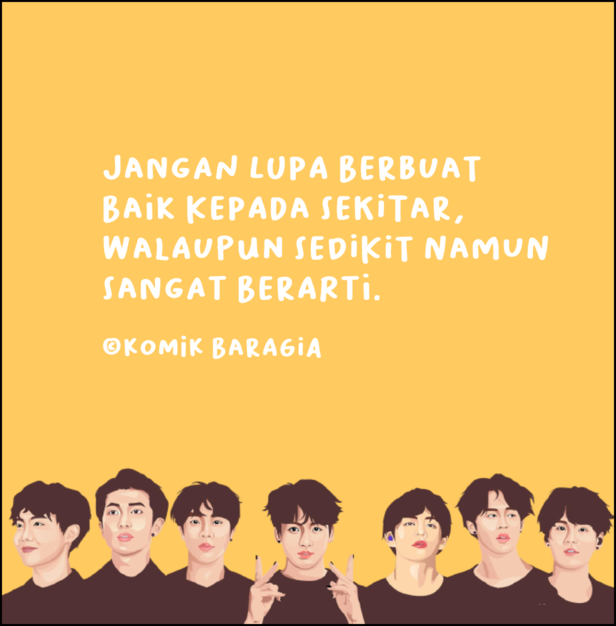 JANGAN LUPA BERBUAT
BAIK KEPADA SEKITAR,
WALAUPUN SEDIKIT NAMUN
SANGAT BERARTI.
©KOMIK BARAGIA